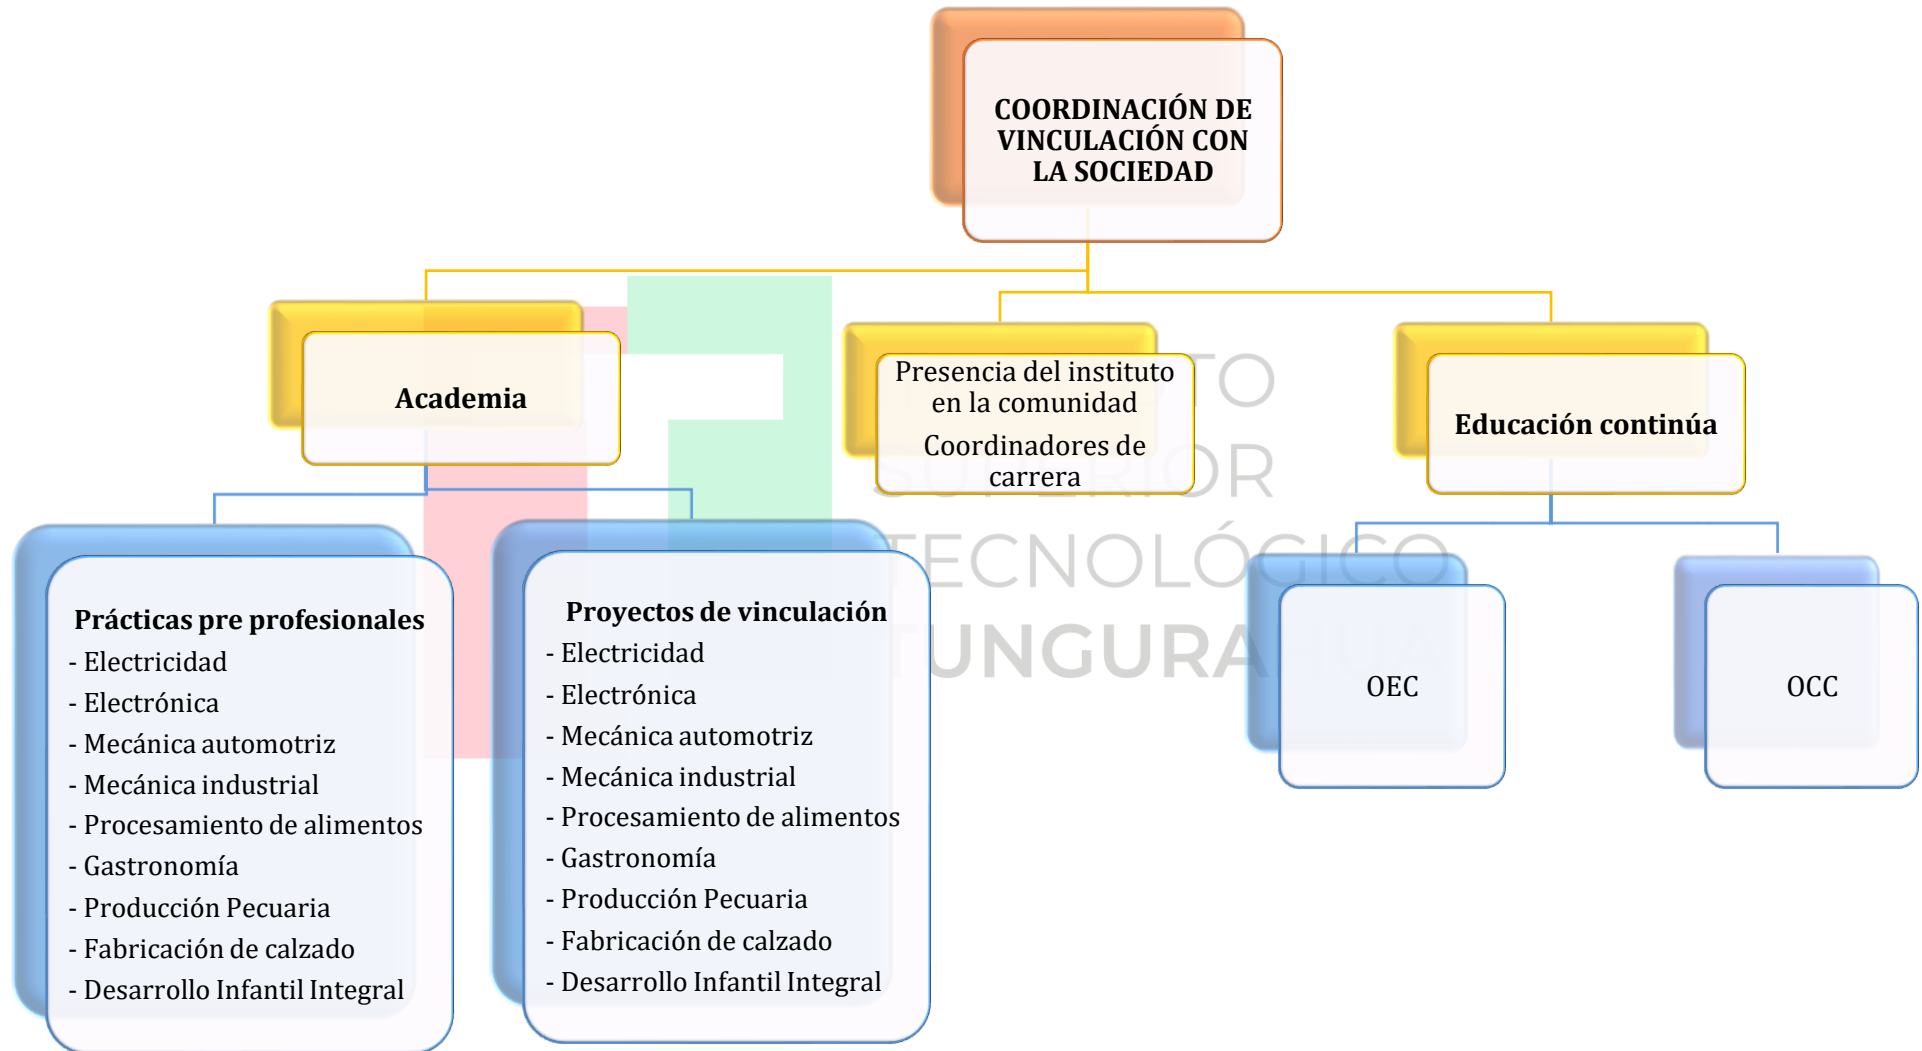 COORDINACIÓN DE
VINCULACIÓN CON
LA SOCIEDAD
Academia
Presencia del instituto
en la comunidad
Coordinadores de
carrera
Educación continúa
Prácticas pre profesionales
- Electricidad
- Electrónica
- Mecánica automotriz
- Mecánica industrial
- Procesamiento de alimentos
- Gastronomía
- Producción Pecuaria
- Fabricación de calzado
- Desarrollo Infantil Integral
Proyectos de vinculación
- Electricidad
- Electrónica
- Mecánica automotriz
- Mecánica industrial
- Procesamiento de alimentos
- Gastronomía
- Producción Pecuaria
- Fabricación de calzado
- Desarrollo Infantil Integral
OEC
OCC
SUPERIOR
TECNOLÓGICO
TUNGURAHUA